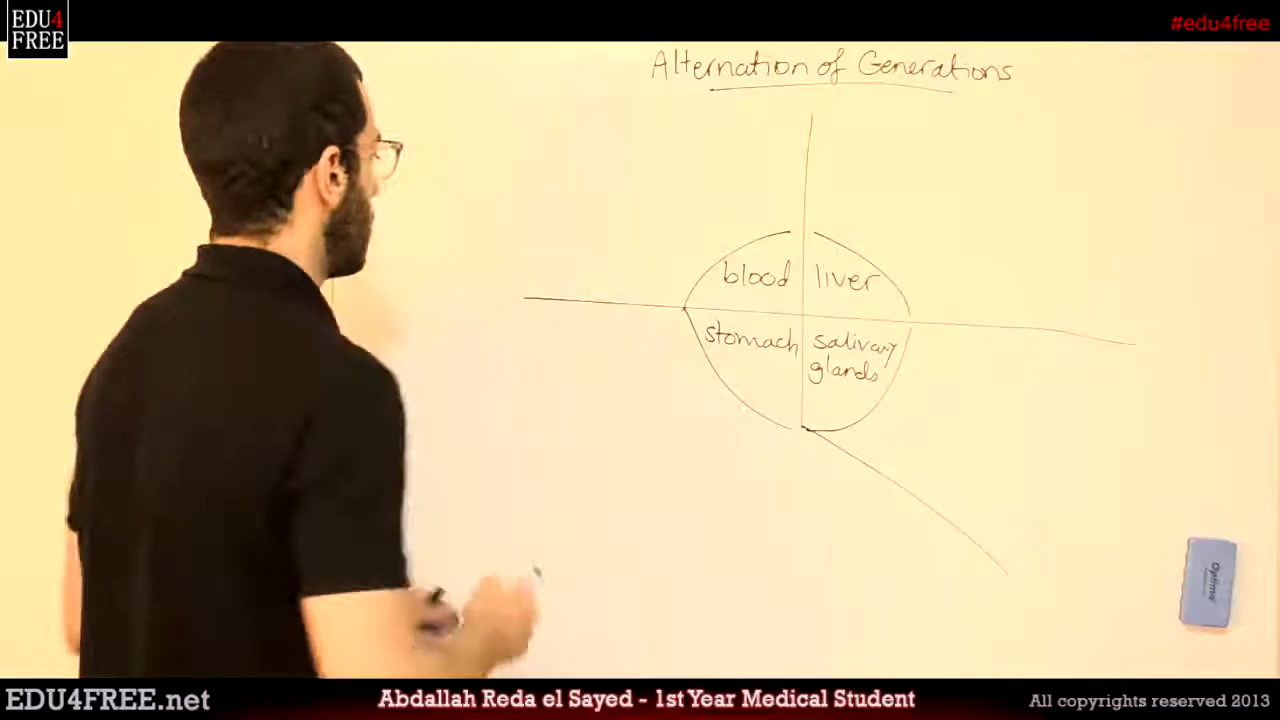 EDU4
FREE
#edu4free
Alternation of Generations
blood
liver
stomach
salivary
glands
Optima
EDU4FREE.net
Abdallah Reda el Sayed - 1st Year Medical Student
All copyrights reserved 2013